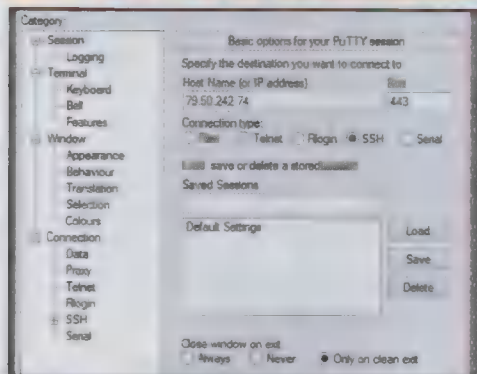 Category:
Session
Logging
Terminal
Keyboard
Bell
Features
Window
Appearance
Behaviour
Translation
Selection
Colours
Connection
Data
Proxy
Telnet
Rlogin
SSH
Serial
Basic options for your PuTTY session
Specify the destination you want to connect to
Host Name (or IP address)
79.50.242.74 443
Connection type:
Raw Telnet Rlogin SSH Serial
save or delete a stored
Saved Sessions
Default Settings
Load
Save
Delete
Close window on exit
Always Never Only on clean exit